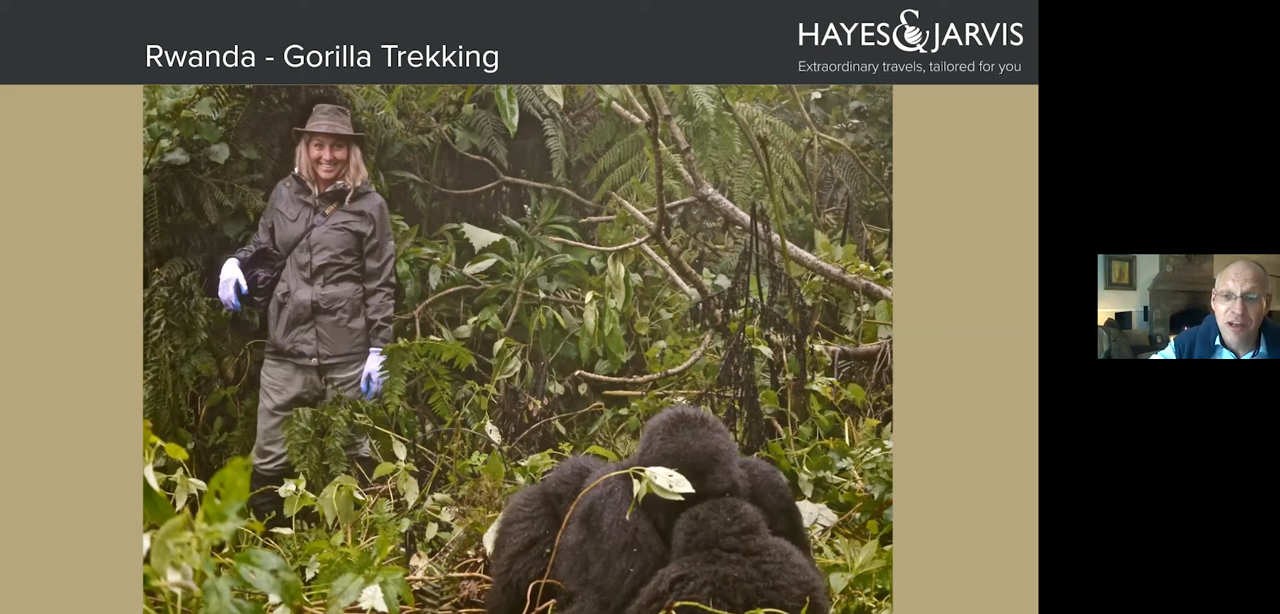 Rwanda - Gorilla Trekking
HAYES & JARVIS
Extraordinary travels, tailored for you